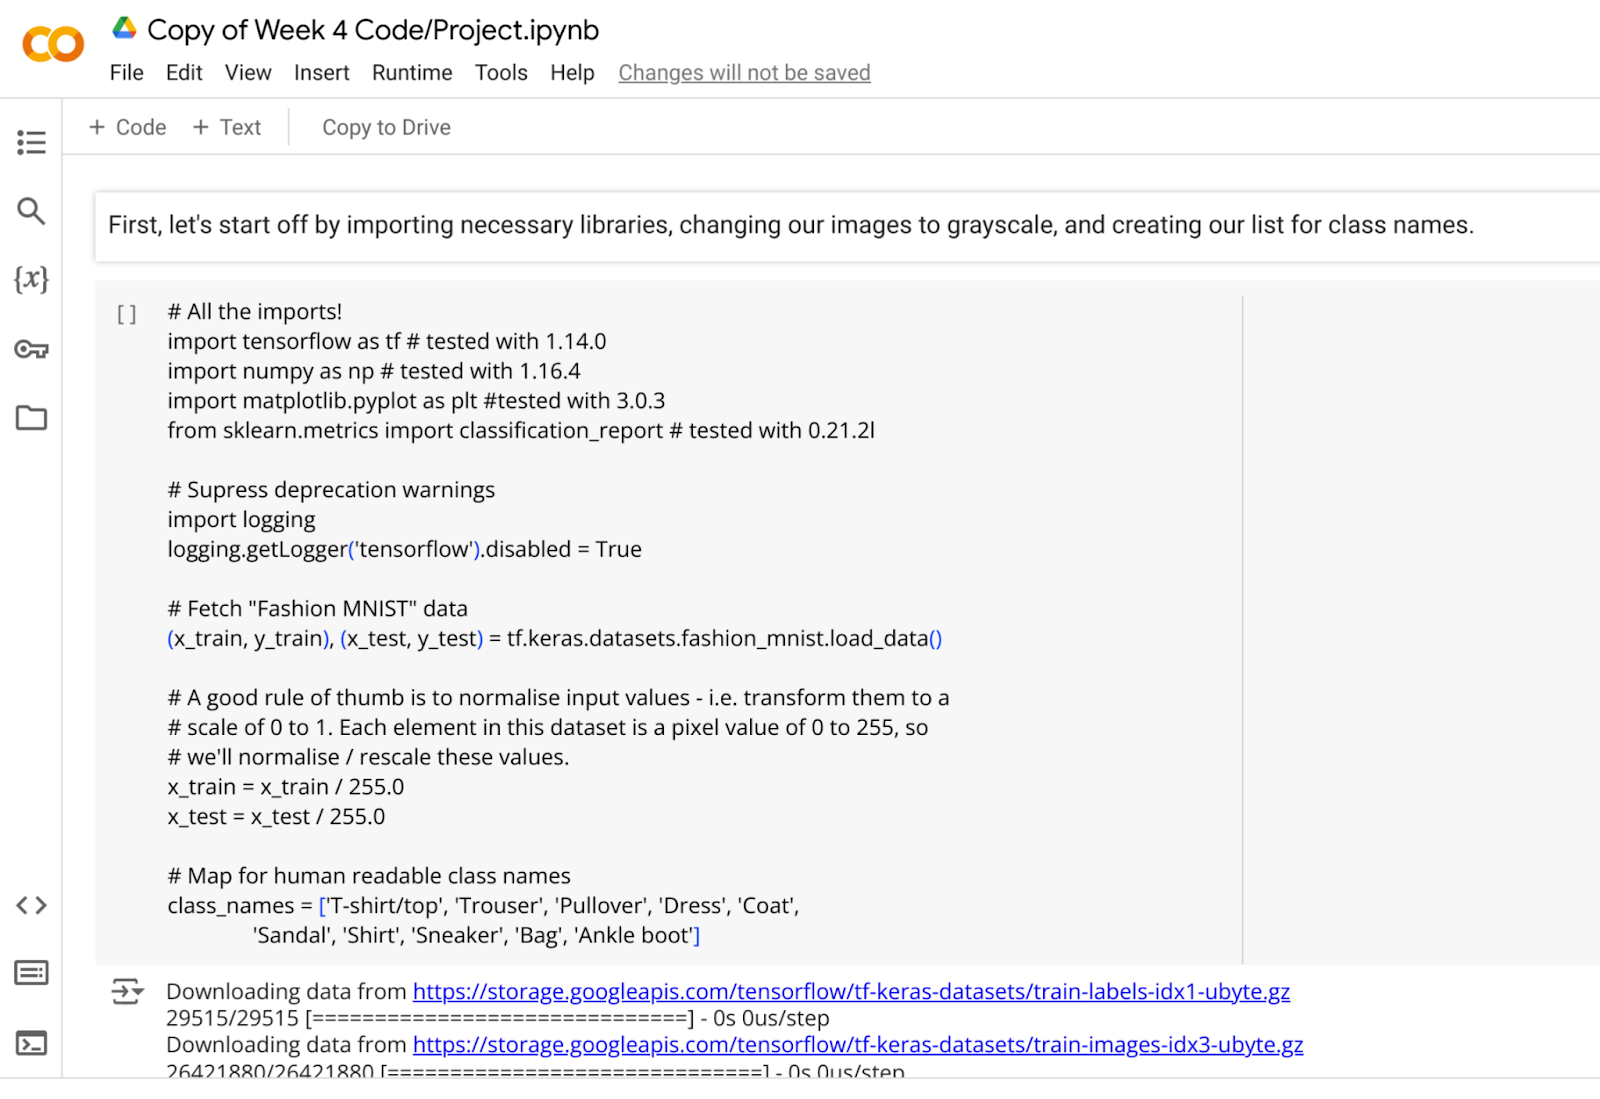 Copy of Week 4 Code/Project.ipynb
File Edit View Insert Runtime Tools Help Changes will not be saved
+ Code + Text Copy to Drive
First, let's start off by importing necessary libraries, changing our images to grayscale, and creating our list for class names.
[ ] # All the imports!
import tensorflow as tf # tested with 1.14.0
import numpy as np # tested with 1.16.4
import matplotlib.pyplot as plt #tested with 3.0.3
from sklearn.metrics import classification_report # tested with 0.21.2l
# Supress deprecation warnings
import logging
logging.getLogger('tensorflow').disabled = True
# Fetch "Fashion MNIST" data
(x_train, y_train), (x_test, y_test) = tf.keras.datasets.fashion_mnist.load_data()
# A good rule of thumb is to normalise input values - i.e. transform them to a
# scale of 0 to 1. Each element in this dataset is a pixel value of 0 to 255, so
# we'll normalise / rescale these values.
x_train = x_train / 255.0
x_test = x_test / 255.0
# Map for human readable class names
class_names = ['T-shirt/top', 'Trouser', 'Pullover', 'Dress', 'Coat',
'Sandal', 'Shirt', 'Sneaker', 'Bag', 'Ankle boot']
Downloading data from https://storage.googleapis.com/tensorflow/tf-keras-datasets/train-labels-idx1-ubyte.gz
29515/29515 [==============================] - 0s 0us/step
Downloading data from https://storage.googleapis.com/tensorflow/tf-keras-datasets/train-images-idx3-ubyte.gz
26421880/26421880 [==============================] - 0s 0us/step